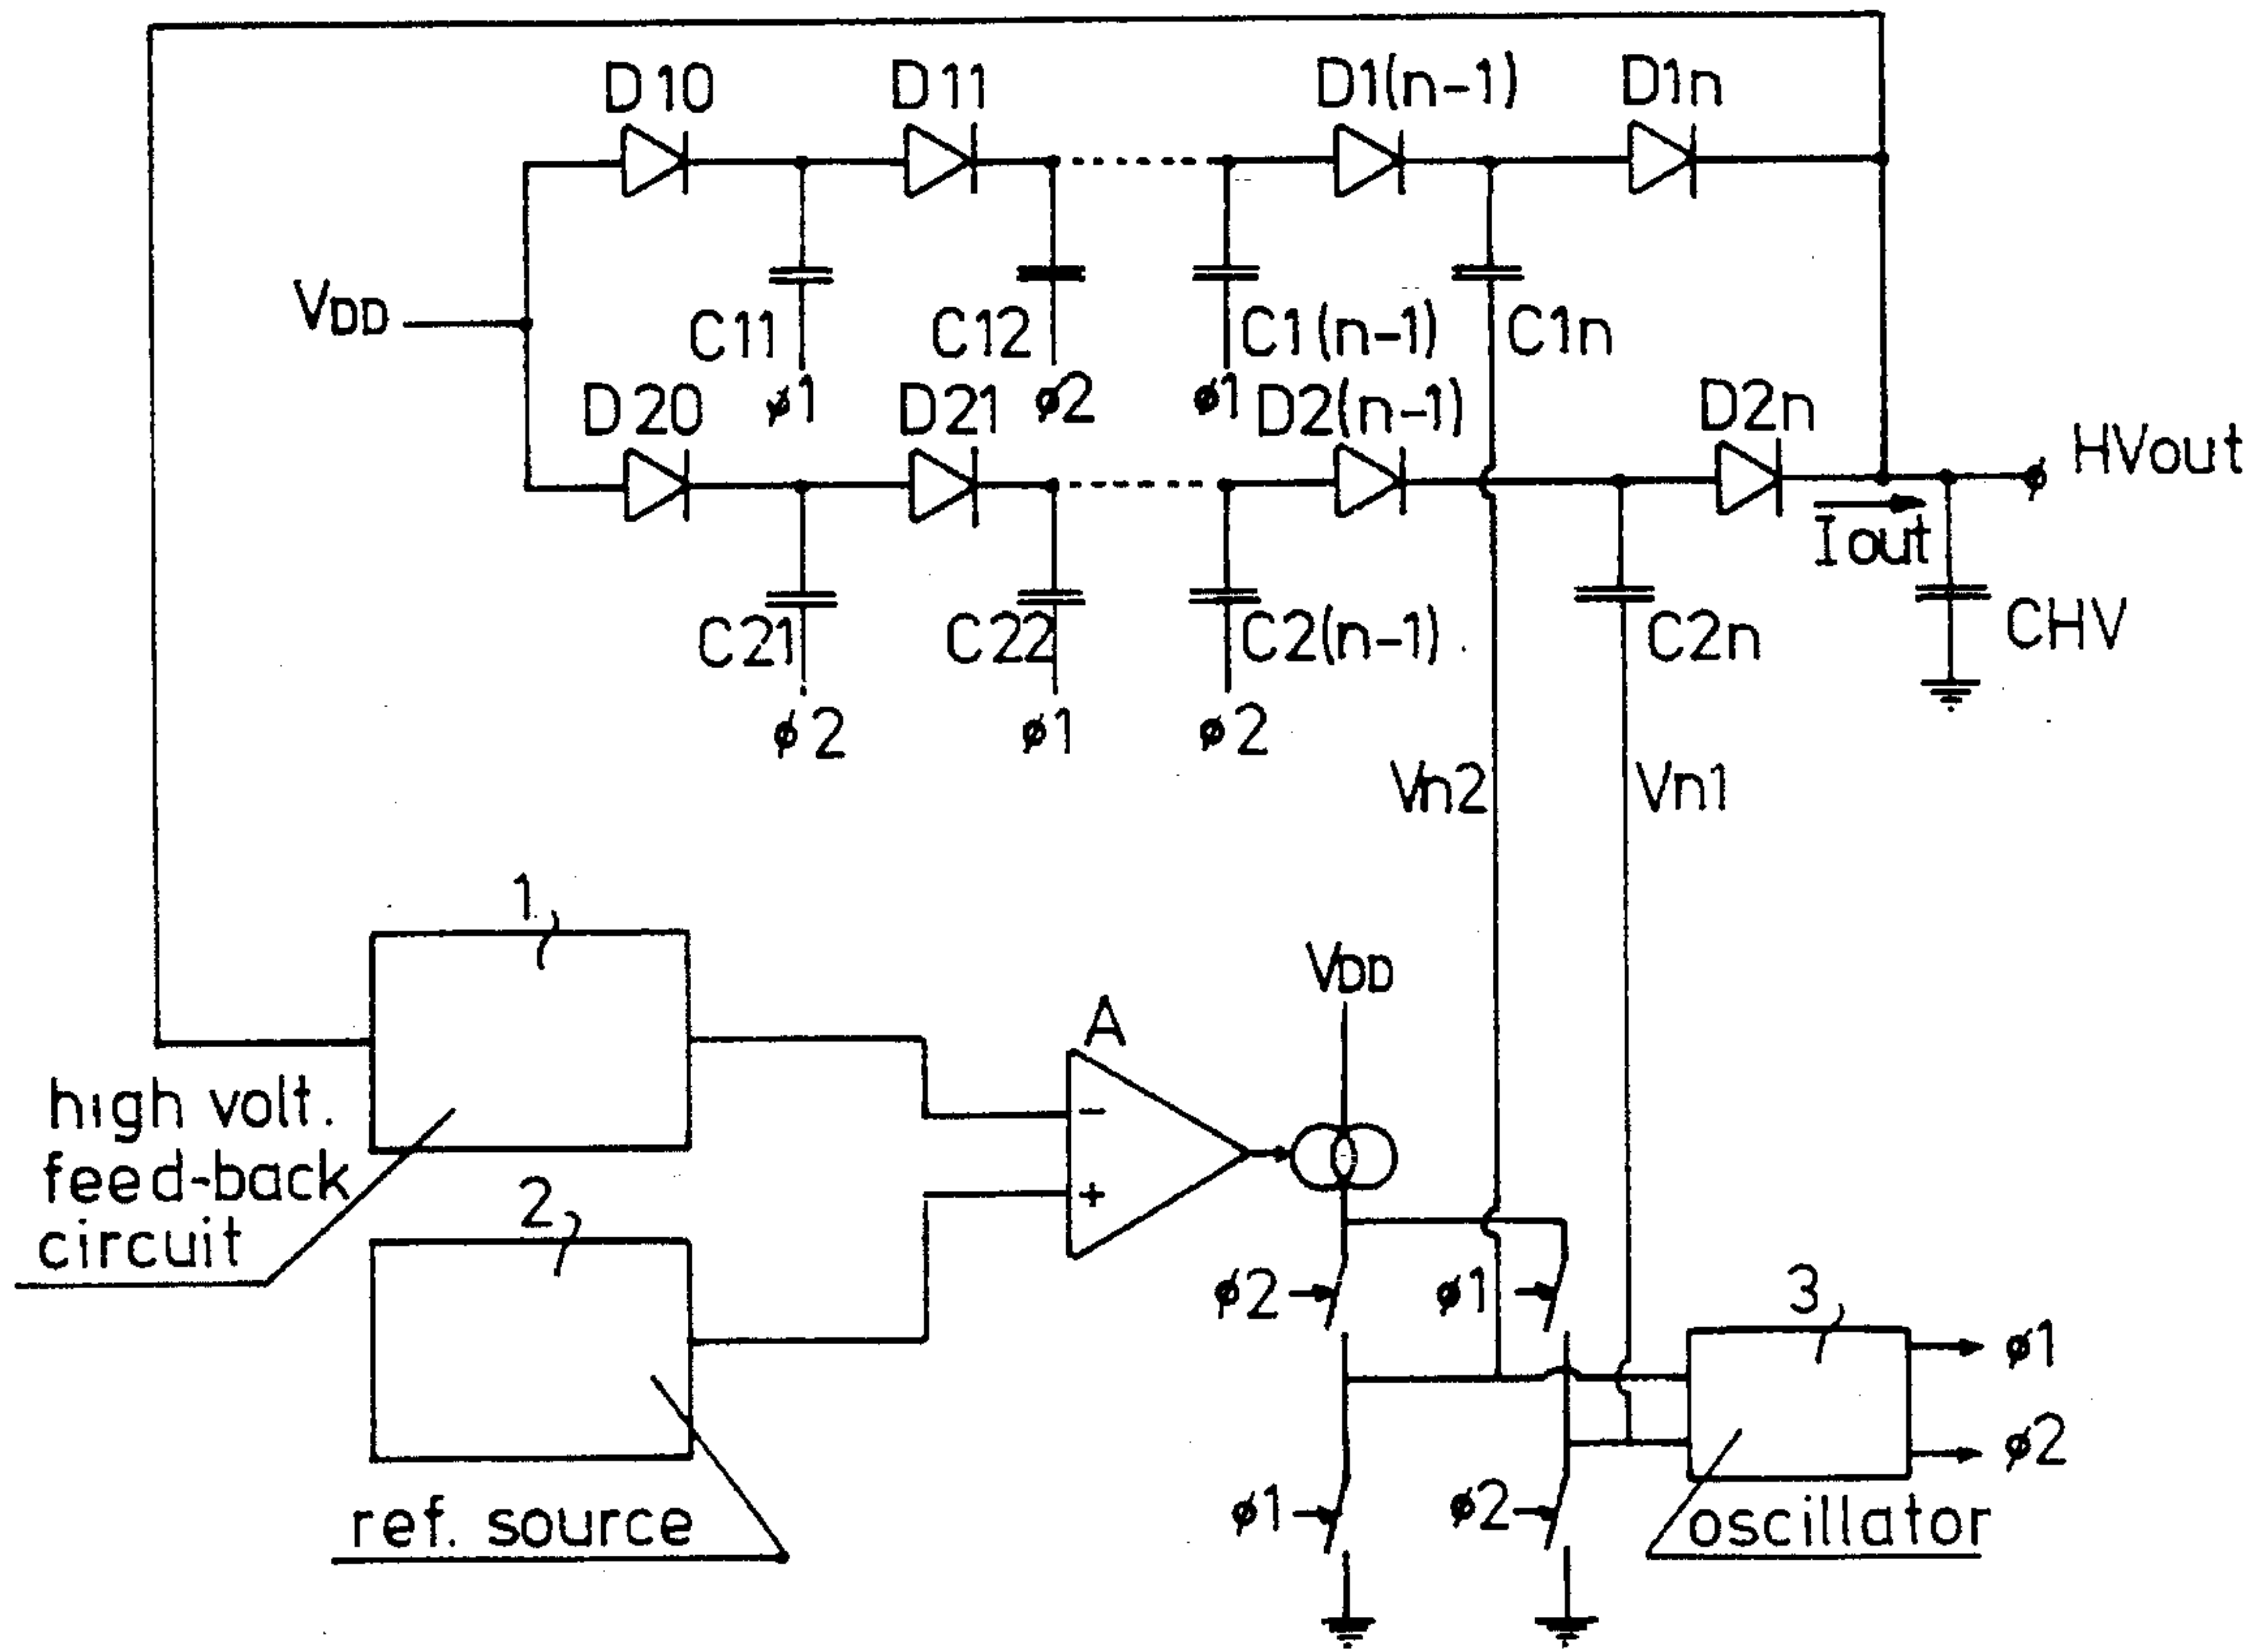 D10
D11
D1(n-1)
D1n
VDD
C11
C12
C1(n-1)
C1n
ø1
ø2
ø1
D20
D21
D2(n-1)
D2n
HVout
Iout
C21
C22
C2(n-1)
C2n
CHV
ø2
ø1
ø2
Vn2
Vn1
1
VDD
A
high volt.
feed-back
circuit
-
+
2
ø2
ø1
3
ø1
ø2
ø1
ø2
ref. source
oscillator